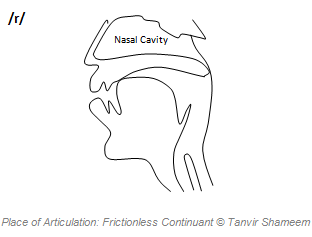 /r/
Nasal Cavity
Place of Articulation: Frictionless Continuant © Tanvir Shameem